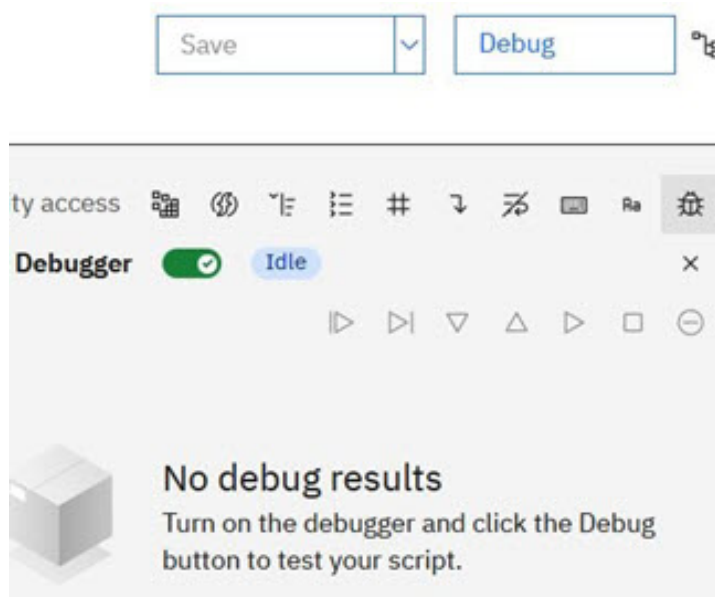 Save
Debug
ty access
Ra
Debugger
Idle
No debug results
Turn on the debugger and click the Debug
button to test your script.